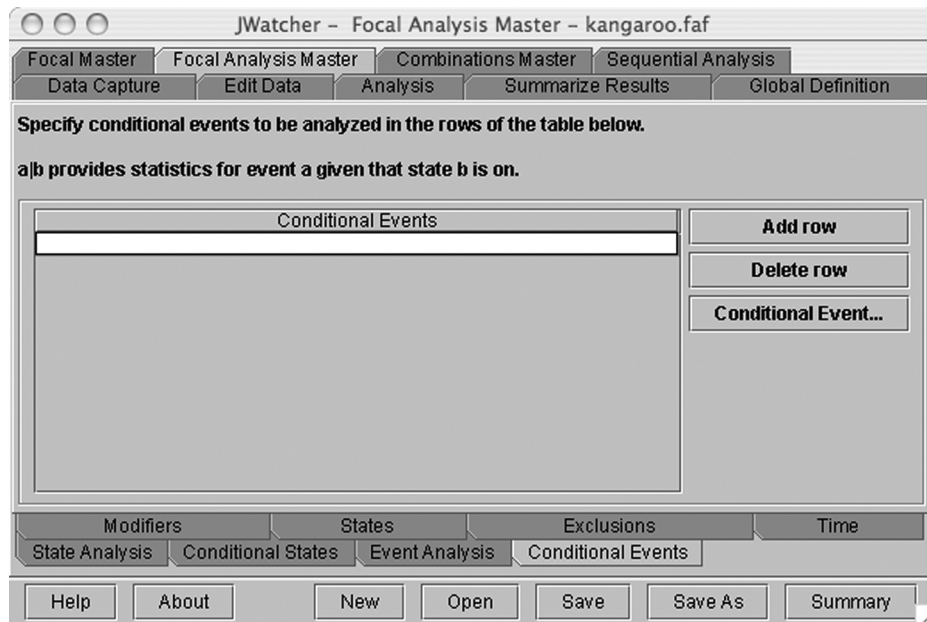 JWatcher – Focal Analysis Master – kangaroo.faf
Focal Master Focal Analysis Master Combinations Master Sequential Analysis
Data Capture Edit Data Analysis Summarize Results Global Definition
Specify conditional events to be analyzed in the rows of the table below.
a|b provides statistics for event a given that state b is on.
Conditional Events
Add row
Delete row
Conditional Event...
Modifiers States Exclusions Time
State Analysis Conditional States Event Analysis Conditional Events
Help About New Open Save Save As Summary